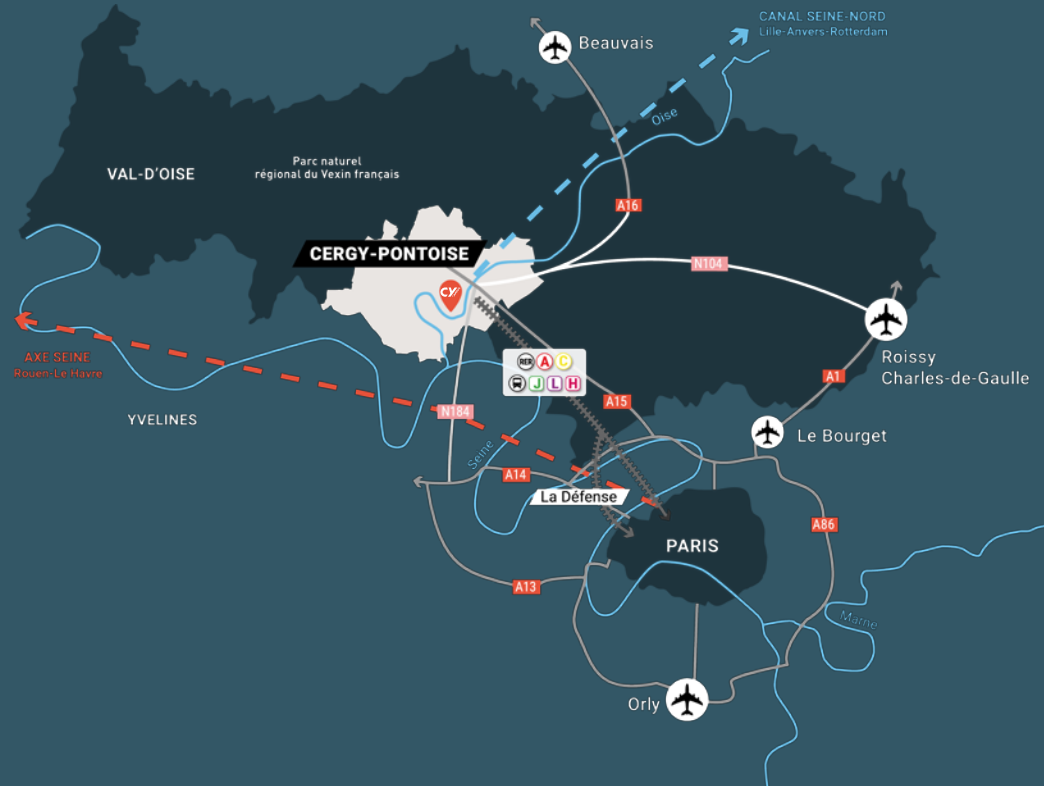 CANAL SEINE-NORD
Lille-Anvers-Rotterdam
Beauvais
Oise
VAL-D'OISE
Parc naturel
régional du Vexin français
A16
CERGY-PONTOISE
N104
CY
AXE SEINE
Rouen-Le Havre
RER A C
J L H
Roissy
Charles-de-Gaulle
A1
A15
N184
YVELINES
Le Bourget
Seine
A14
La Défense
A86
PARIS
A13
Marne
Orly